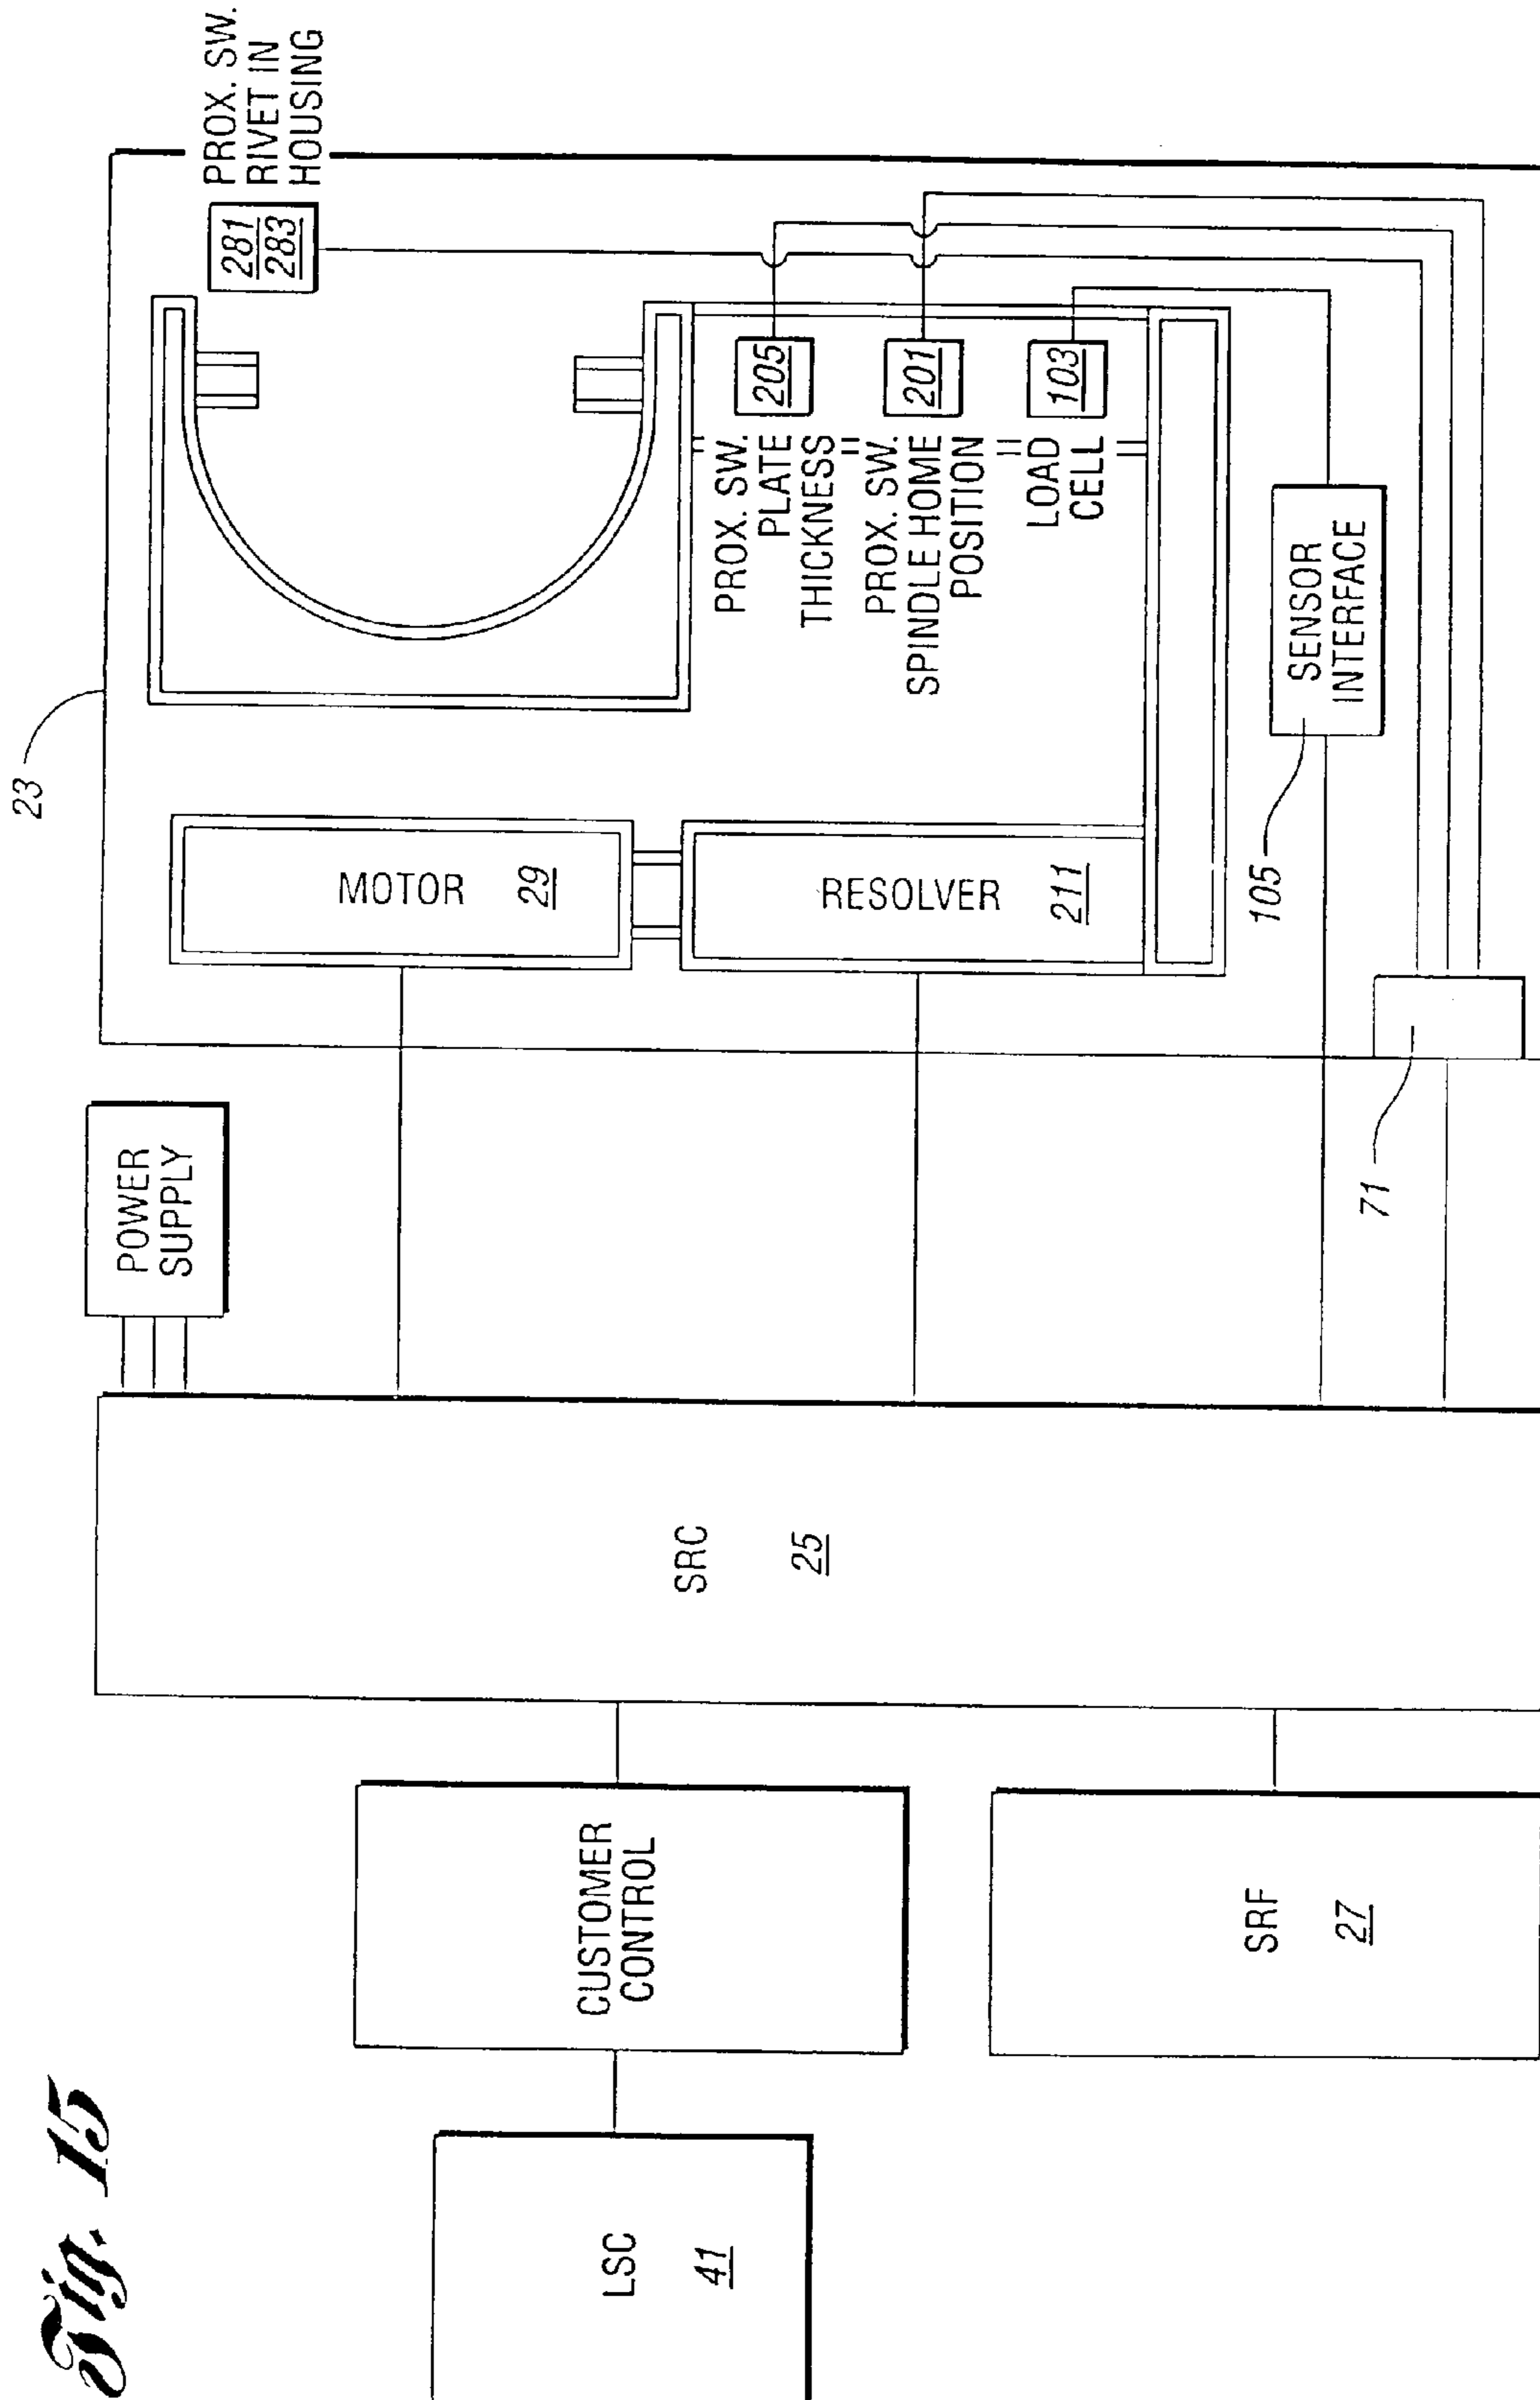 Fig. 15
LSC
41
CUSTOMER
CONTROL
SRF
27
SRC
25
POWER
SUPPLY
23
MOTOR 29
RESOLVER 211
PROX. SW.
RIVET IN
HOUSING
281
283
PROX. SW.
PLATE
THICKNESS
205
PROX. SW.
SPINDLE HOME
POSITION
201
LOAD
CELL
103
SENSOR
INTERFACE
105
71